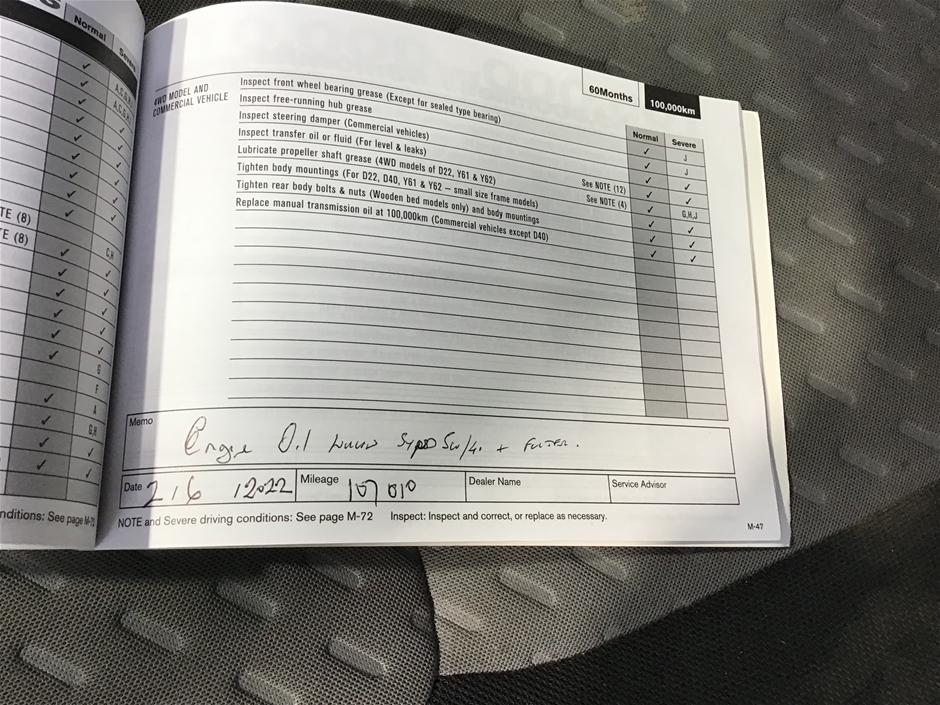 Normal
Severe
A,C,G,H,I
A,C,G,H,I
TE (8)
TE (8)
C,H
G
F
A
G,H
nditions: See page M-72
60Months
100,000km
4WD MODEL AND
COMMERCIAL VEHICLE
Normal Severe
Inspect front wheel bearing grease (Except for sealed type bearing) ✓ J
Inspect free-running hub grease ✓ J
Inspect steering damper (Commercial vehicles) ✓ ✓
Inspect transfer oil or fluid (For level & leaks) See NOTE (12) ✓ ✓
Lubricate propeller shaft grease (4WD models of D22, Y61 & Y62) See NOTE (4) ✓ G,H,J
Tighten body mountings (For D22, D40, Y61 & Y62 – small size frame models) ✓ ✓
Tighten rear body bolts & nuts (Wooden bed models only) and body mountings ✓ ✓
Replace manual transmission oil at 100,000km (Commercial vehicles except D40) ✓ ✓
Memo
Engine Oil 5w/40 + Filter.
Date 2/6/2022 Mileage 107 010 Dealer Name Service Advisor
NOTE and Severe driving conditions: See page M-72 Inspect: Inspect and correct, or replace as necessary.
M-47